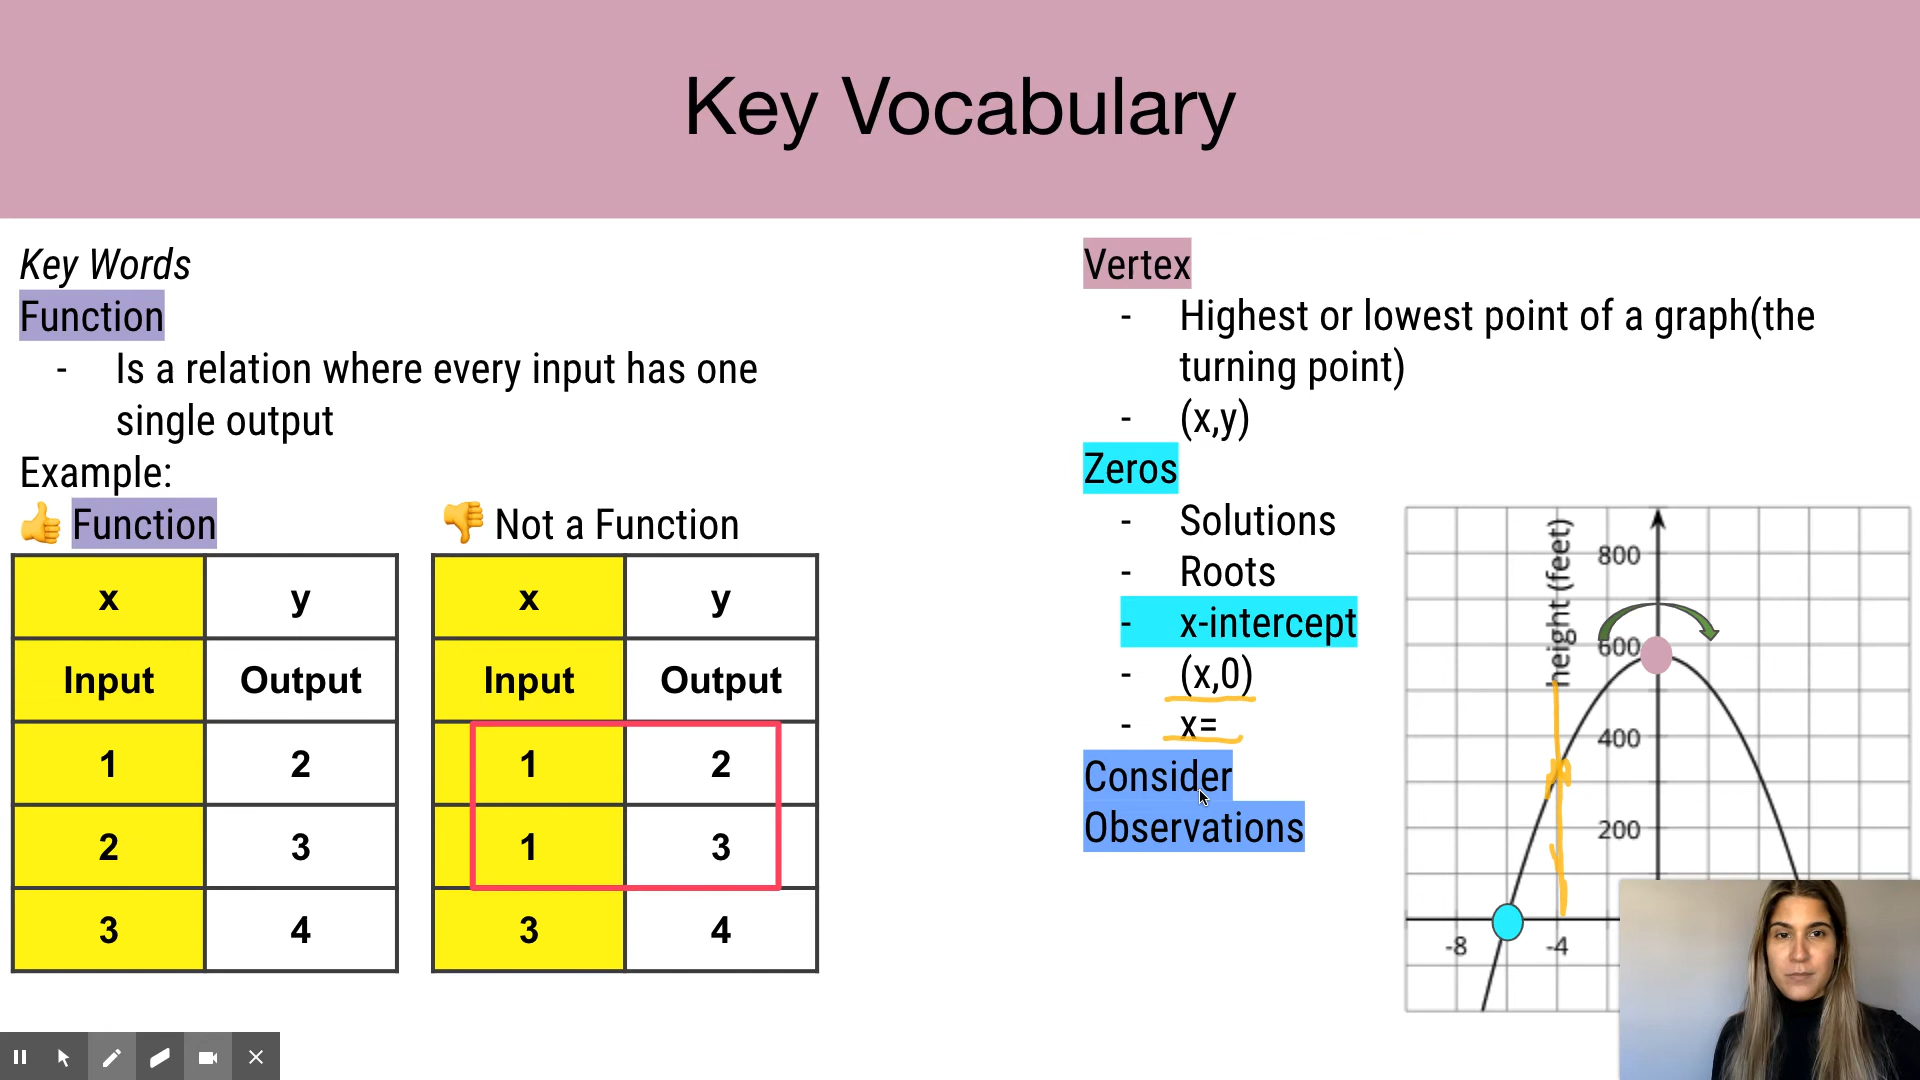 Key Vocabulary
Key Words
Function
- Is a relation where every input has one
single output
Example:
👍 Function
x y
Input Output
1 2
2 3
3 4
👎 Not a Function
x y
Input Output
1 2
1 3
3 4
Vertex
- Highest or lowest point of a graph(the
turning point)
- (x,y)
Zeros
- Solutions
- Roots
- x-intercept
- (x,0)
- x=
Consider
Observations
height (feet)
800
600
400
200
-8 -4